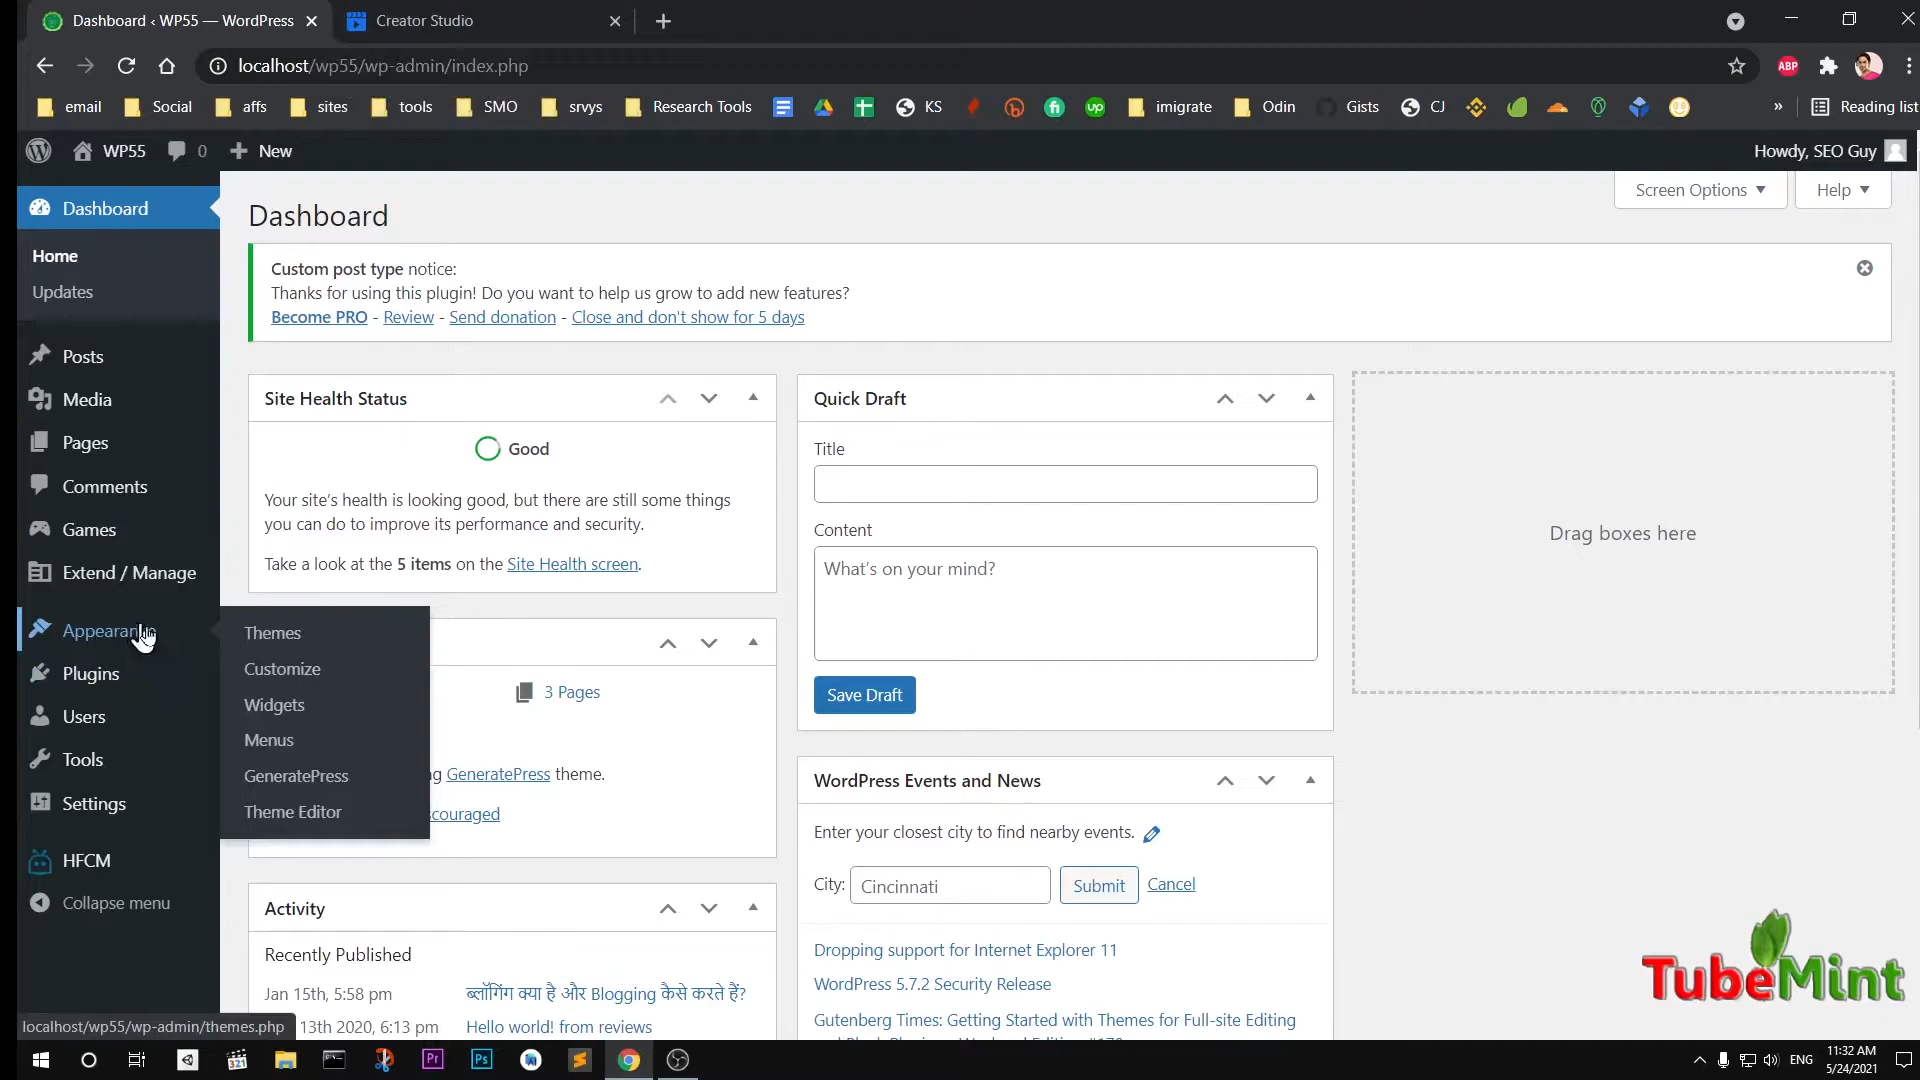 Dashboard ‹ WP55 — WordPress
Creator Studio
localhost/wp55/wp-admin/index.php
ABP
email Social affs sites tools SMO srvys Research Tools KS imigrate Odin Gists CJ » Reading list
WP55 0 New
Howdy, SEO Guy
Screen Options Help
Dashboard
Home
Updates
Posts
Media
Pages
Comments
Games
Extend / Manage
Plugins
Users
Tools
Settings
HFCM
Collapse menu
Themes
Customize
Widgets
Menus
GeneratePress
Theme Editor
Dashboard
Custom post type notice:
Thanks for using this plugin! Do you want to help us grow to add new features?
Become PRO - Review - Send donation - Close and don't show for 5 days
Site Health Status
Good
Your site's health is looking good, but there are still some things
you can do to improve its performance and security.
Take a look at the 5 items on the Site Health screen.
3 Pages
GeneratePress theme.
Activity
Recently Published
Jan 15th, 5:58 pm ब्लॉगिंग क्या है और Blogging कैसे करते हैं?
13th 2020, 6:13 pm Hello world! from reviews
Quick Draft
Title
Content
What's on your mind?
Save Draft
WordPress Events and News
Enter your closest city to find nearby events.
City: Cincinnati Submit Cancel
Dropping support for Internet Explorer 11
WordPress 5.7.2 Security Release
Gutenberg Times: Getting Started with Themes for Full-site Editing
Drag boxes here
TubeMint
localhost/wp55/wp-admin/themes.php
321
Pr
Ps
ENG
11:32 AM
5/24/2021